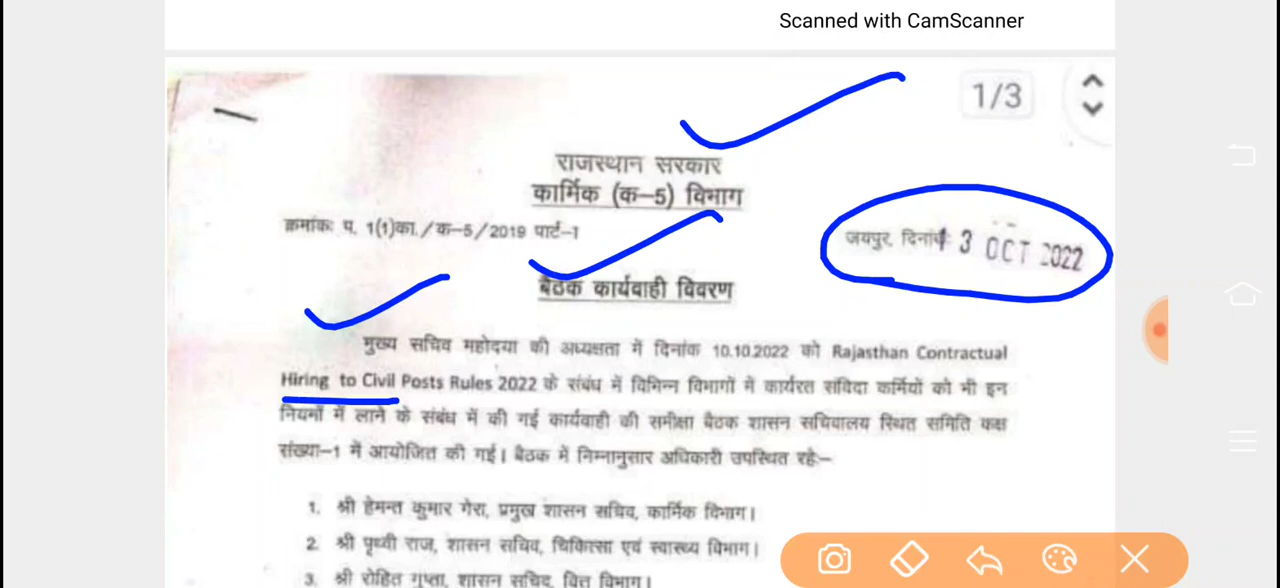 Scanned with CamScanner
1/3
राजस्थान सरकार
कार्मिक (क-5) विभाग
क्रमांकः प. 1(1)का./क-5/2019 पार्ट-1
जयपुर, दिनांक 13 OCT 2022
बैठक कार्यवाही विवरण
मुख्य सचिव महोदया की अध्यक्षता में दिनांक 10.10.2022 को Rajasthan Contractual
Hiring to Civil Posts Rules 2022 के संबंध में विभिन्न विभागों में कार्यरत संविदा कर्मियों को भी इन
नियमों में लाने के संबंध में की गई कार्यवाही की समीक्षा बैठक शासन सचिवालय स्थित समिति कक्ष
संख्या-1 में आयोजित की गई। बैठक में निम्नानुसार अधिकारी उपस्थित रहेः-
1. श्री हेमन्त कुमार गेरा, प्रमुख शासन सचिव, कार्मिक विभाग।
2. श्री पृथ्वी राज, शासन सचिव, चिकित्सा एवं स्वास्थ्य विभाग।
3. श्री रोहित गुप्ता, शासन सचिव, वित्त विभाग।